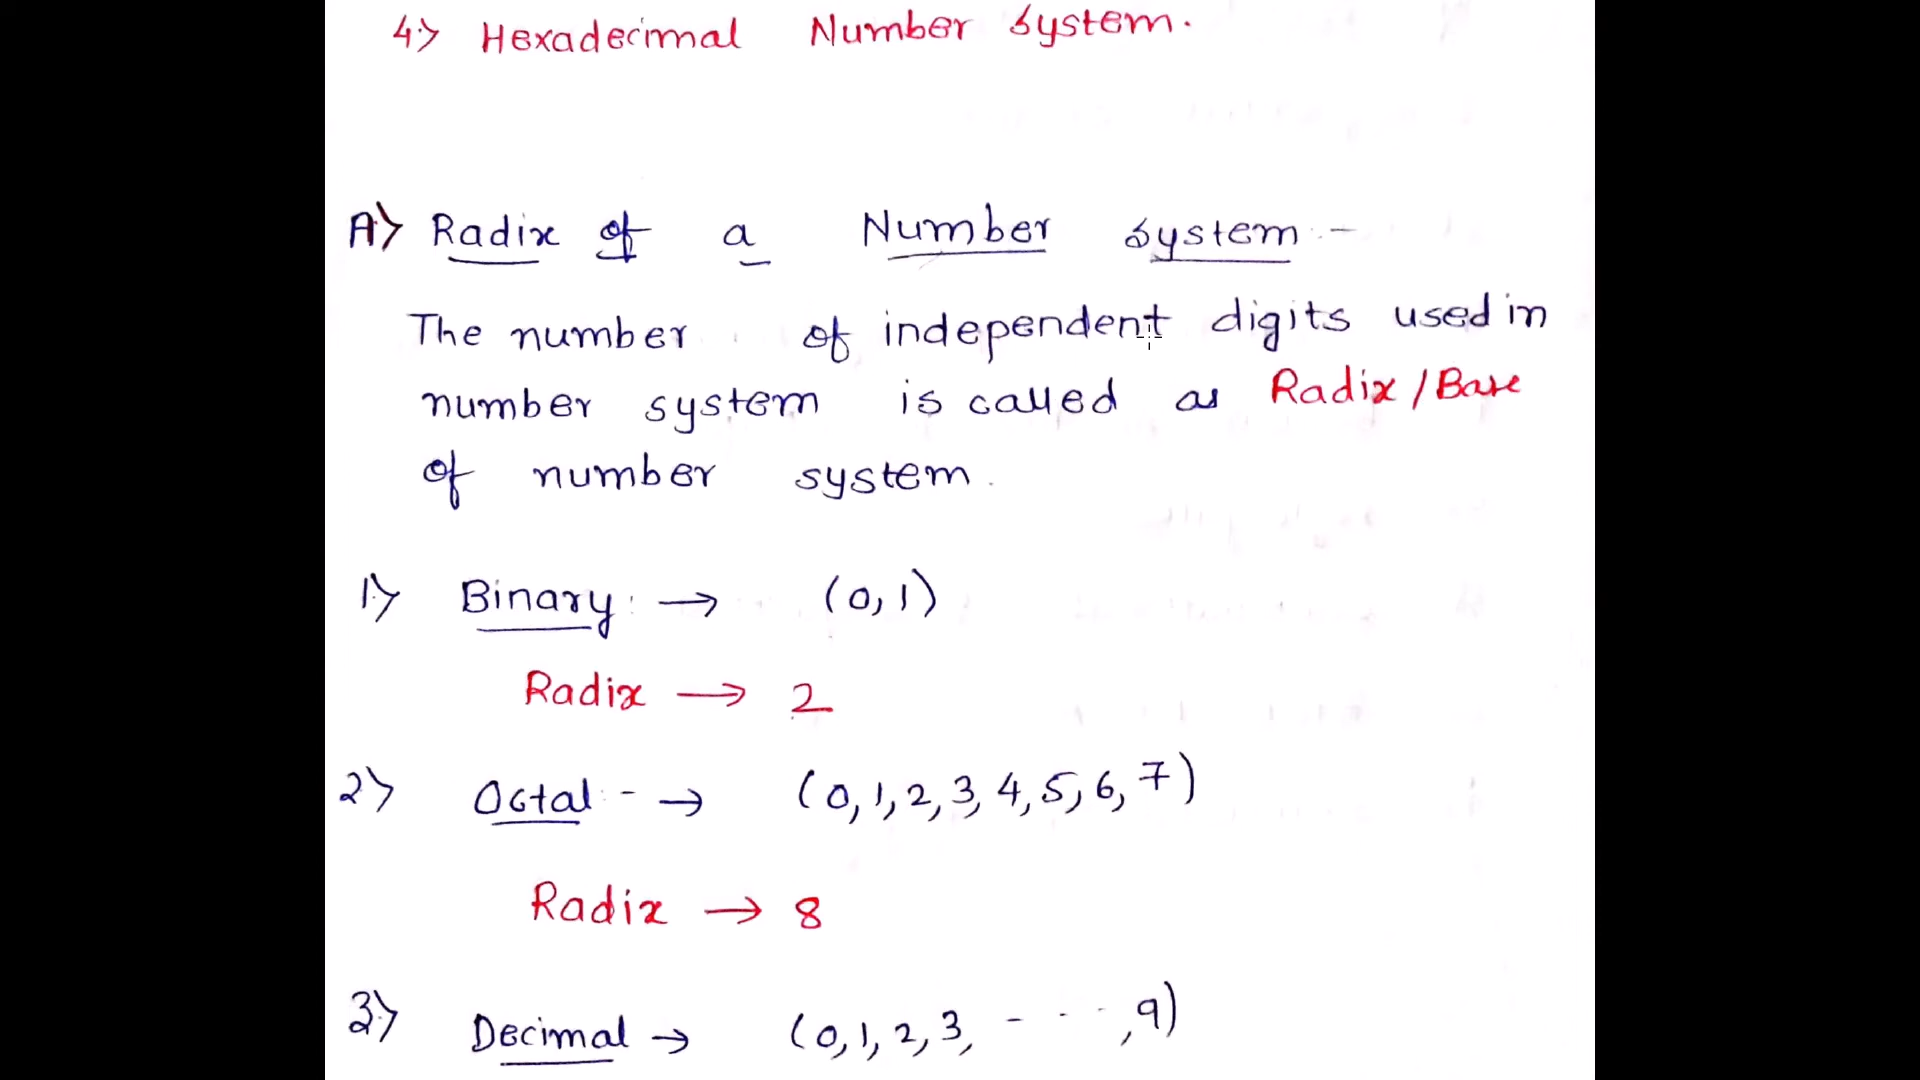 4:> Hexadecimal Number System.
A> Radix of a Number System :-
The number of independent digits used in
number system is called as Radix / Base
of number system.
1> Binary : → (0, 1)
Radix → 2
2> Octal :- → (0, 1, 2, 3, 4, 5, 6, 7)
Radix → 8
3> Decimal → (0, 1, 2, 3, - - - -, 9)